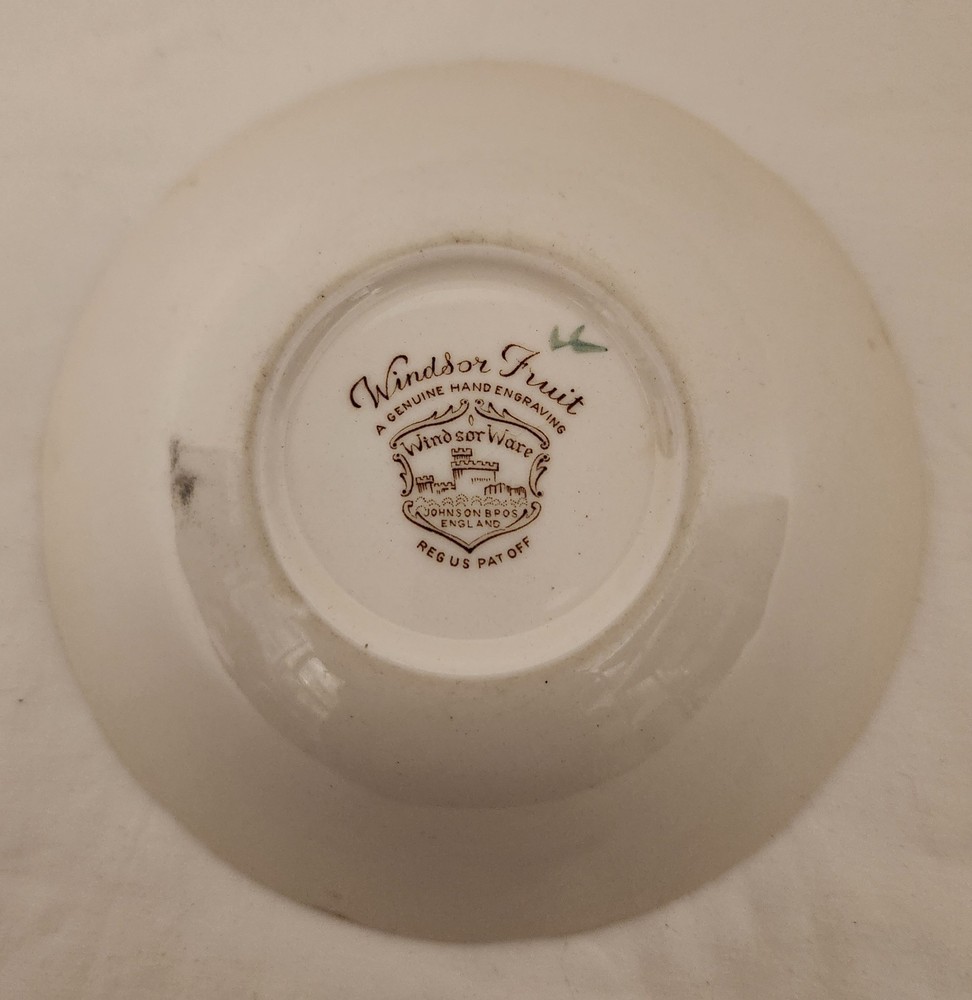 Windsor Fruit
A GENUINE HAND ENGRAVING
Windsor Ware
JOHNSON BROS
ENGLAND
REG US PAT OFF